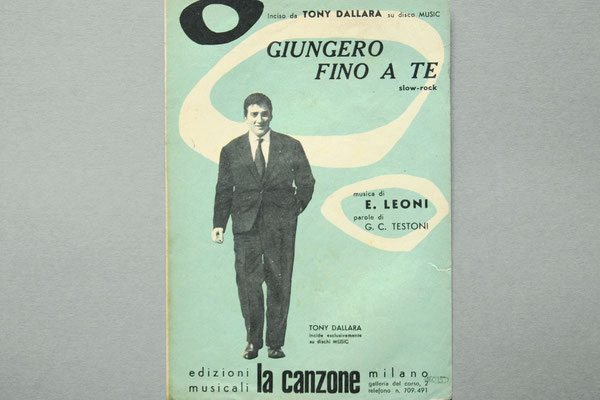 Inciso da TONY DALLARA su disco MUSIC
GIUNGERO
FINO A TE
slow-rock
musica di
E. LEONI
parole di
G. C. TESTONI
TONY DALLARA
incide esclusivamente
su dischi MUSIC
edizioni
musicali
la canzone
milano
galleria del corso, 2
telefono n. 709.491